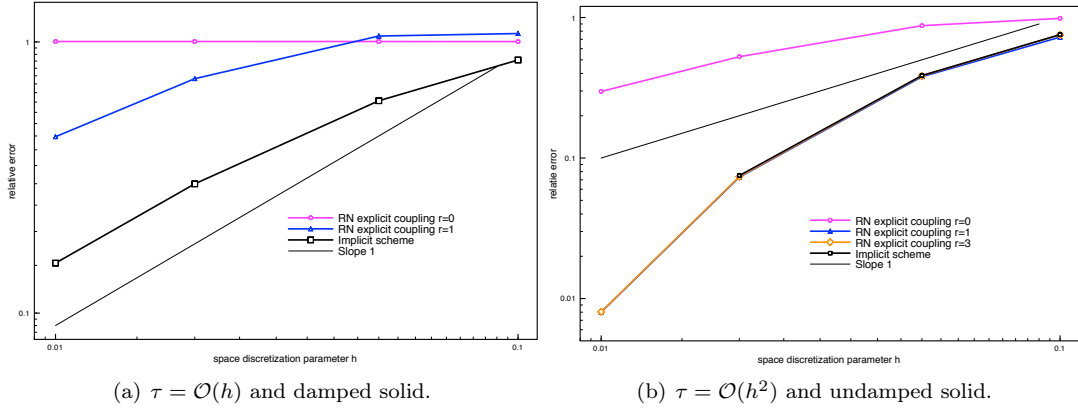 1
0.1
0.01
0.1
relative error
space discretization parameter h
RN explicit coupling r=0
RN explicit coupling r=1
Implicit scheme
Slope 1
(a) τ = O(h) and damped solid.
1
0.1
0.01
0.01
0.1
relatie error
space discretization parameter h
RN explicit coupling r=0
RN explicit coupling r=1
RN explicit coupling r=3
Implicit scheme
Slope 1
(b) τ = O(h²) and undamped solid.